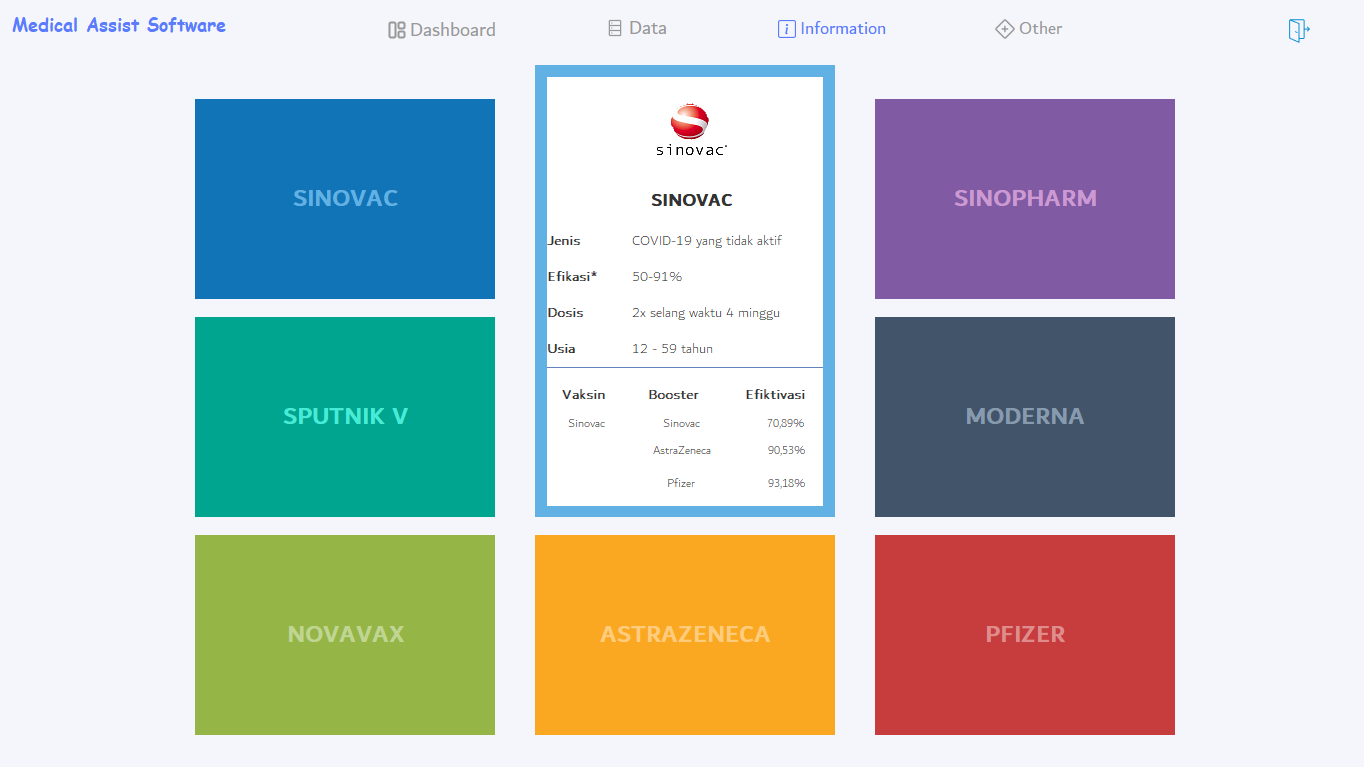 Medical Assist Software
Dashboard
Data
Information
Other
SINOVAC
SPUTNIK V
NOVAVAX
sinovac
SINOVAC
Jenis COVID-19 yang tidak aktif
Efikasi* 50-91%
Dosis 2x selang waktu 4 minggu
Usia 12 - 59 tahun
Vaksin Booster Efiktivasi
Sinovac Sinovac 70,89%
AstraZeneca 90,53%
Pfizer 93,18%
ASTRAZENECA
SINOPHARM
MODERNA
PFIZER